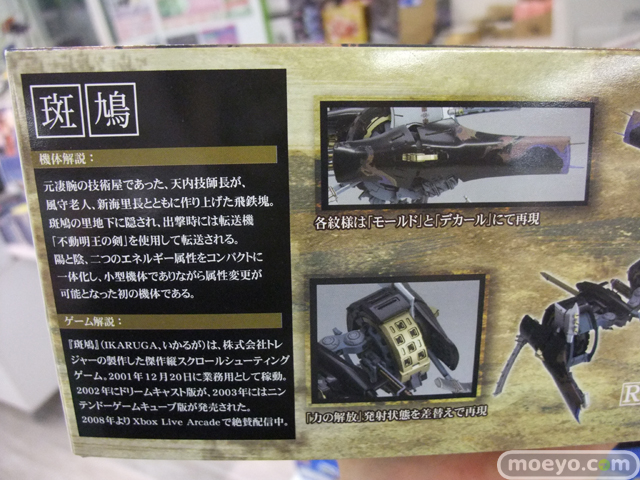 斑鳩
機体解説：
元凄腕の技術屋であった、天内技師長が、
風守老人、新海里長とともに作り上げた飛鉄塊。
斑鳩の里地下に隠され、出撃時には転送機
「不動明王の剣」を使用して転送される。
陽と陰、二つのエネルギー属性をコンパクトに
一体化し、小型機体でありながら属性変更が
可能となった初の機体である。
ゲーム解説：
『斑鳩』(IKARUGA、いかるが)は、株式会社トレ
ジャーの製作した傑作縦スクロールシューティング
ゲーム。2001年12月20日に業務用として稼動。
2002年にドリームキャスト版が、2003年にはニン
テンドーゲームキューブ版が発売された。
2008年よりXbox Live Arcadeで絶賛配信中。
各紋様は「モールド」と「デカール」にて再現
「力の解放」発射状態を差替えで再現
R
moeyo.com